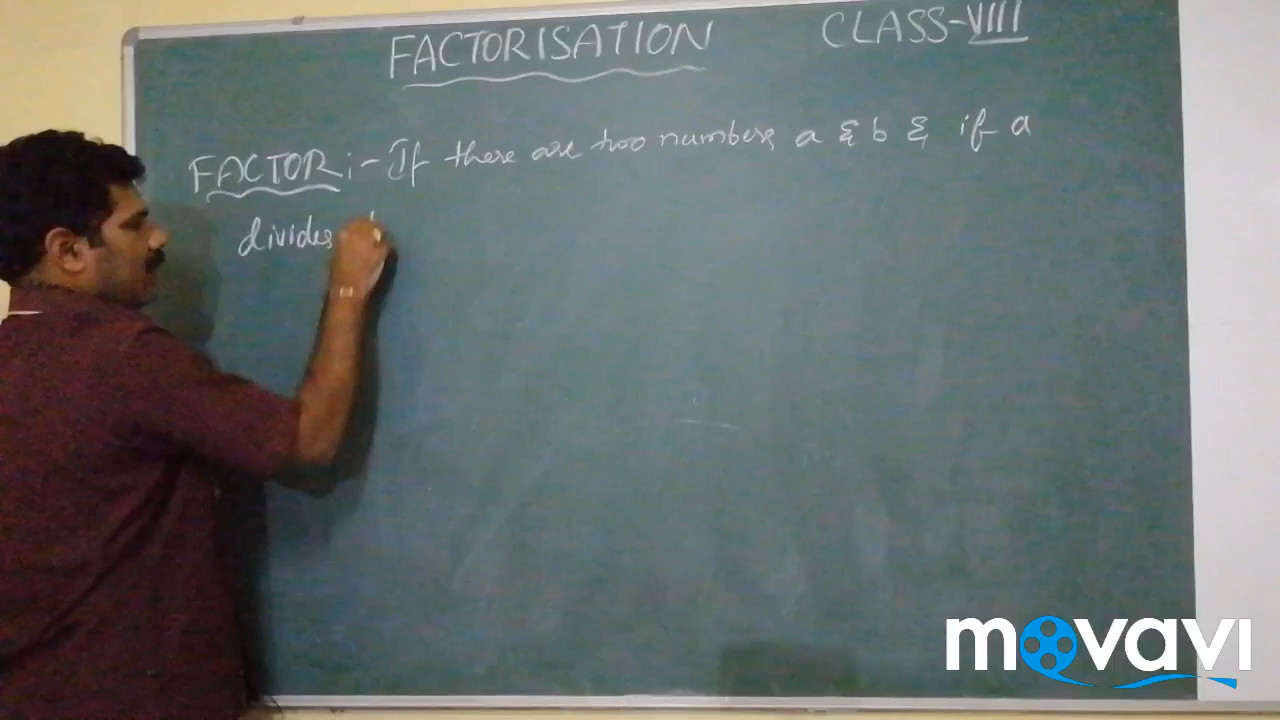 FACTORISATION CLASS-VIII
FACTOR :- If there are two numbers a & b & if a
divides
movavi